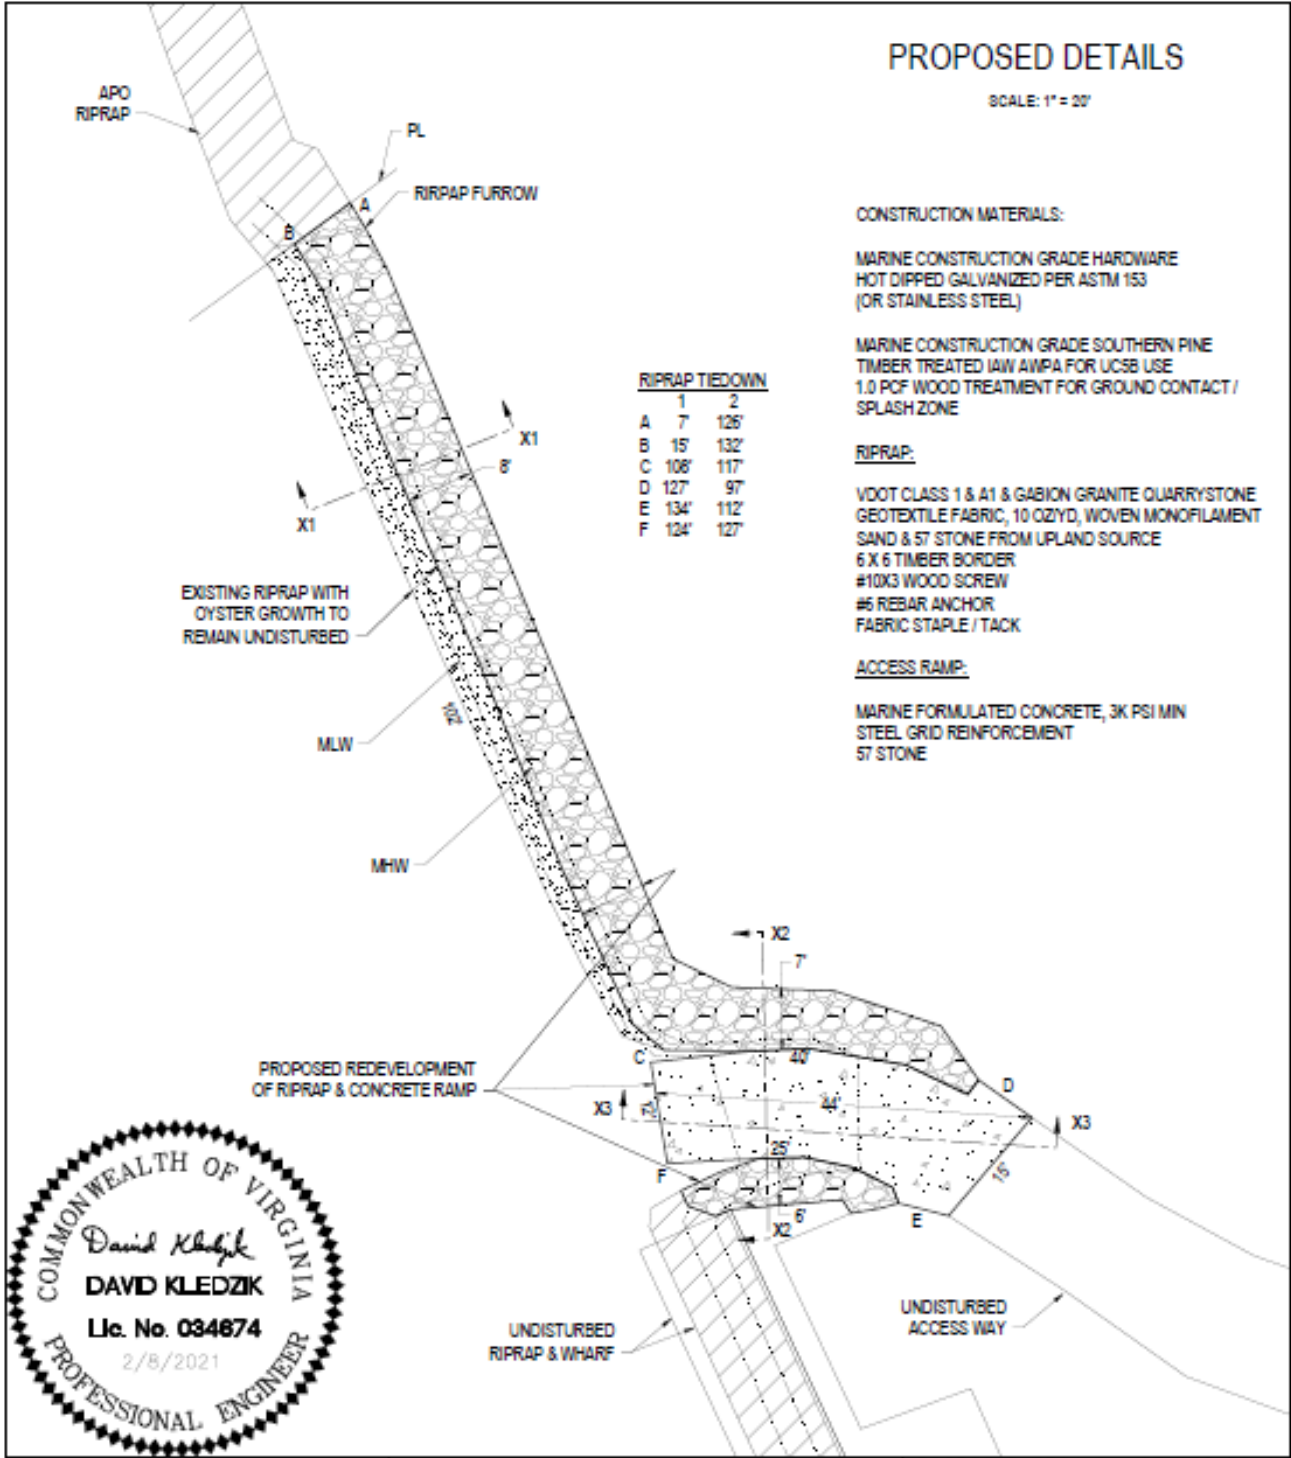 PROPOSED DETAILS
SCALE: 1" = 20'
APO
RIPRAP
PL
A
RIRPAP FURROW
B
CONSTRUCTION MATERIALS:
MARINE CONSTRUCTION GRADE HARDWARE
HOT DIPPED GALVANIZED PER ASTM 153
(OR STAINLESS STEEL)
MARINE CONSTRUCTION GRADE SOUTHERN PINE
TIMBER TREATED IAW AWPA FOR UC5B USE
1.0 PCF WOOD TREATMENT FOR GROUND CONTACT /
SPLASH ZONE
RIPRAP TIEDOWN
1 2
A 7' 126'
B 15' 132'
C 108' 117'
D 127' 97'
E 134' 112'
F 124' 127'
X1
8'
X1
RIPRAP:
VDOT CLASS 1 & A1 & GABION GRANITE QUARRYSTONE
GEOTEXTILE FABRIC, 10 OZ/YD, WOVEN MONOFILAMENT
SAND & 57 STONE FROM UPLAND SOURCE
6 X 6 TIMBER BORDER
#10X3 WOOD SCREW
#6 REBAR ANCHOR
FABRIC STAPLE / TACK
EXISTING RIPRAP WITH
OYSTER GROWTH TO
REMAIN UNDISTURBED
ACCESS RAMP:
MARINE FORMULATED CONCRETE, 3K PSI MIN
STEEL GRID REINFORCEMENT
57 STONE
102'
MLW
MHW
X2
7'
C
40'
PROPOSED REDEVELOPMENT
OF RIPRAP & CONCRETE RAMP
D
X3
12'
44'
X3
25'
F
15'
6'
E
X2
UNDISTURBED
ACCESS WAY
UNDISTURBED
RIPRAP & WHARF
COMMONWEALTH OF VIRGINIA
David Kledzik
DAVID KLEDZIK
Lic. No. 034674
2/8/2021
PROFESSIONAL ENGINEER